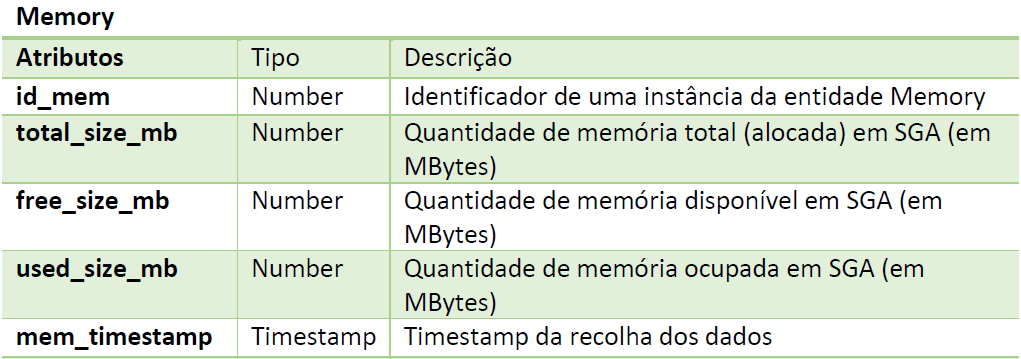 Memory
Atributos Tipo Descrição
id_mem Number Identificador de uma instância da entidade Memory
total_size_mb Number Quantidade de memória total (alocada) em SGA (em
MBytes)
free_size_mb Number Quantidade de memória disponível em SGA (em
MBytes)
used_size_mb Number Quantidade de memória ocupada em SGA (em
MBytes)
mem_timestamp Timestamp Timestamp da recolha dos dados